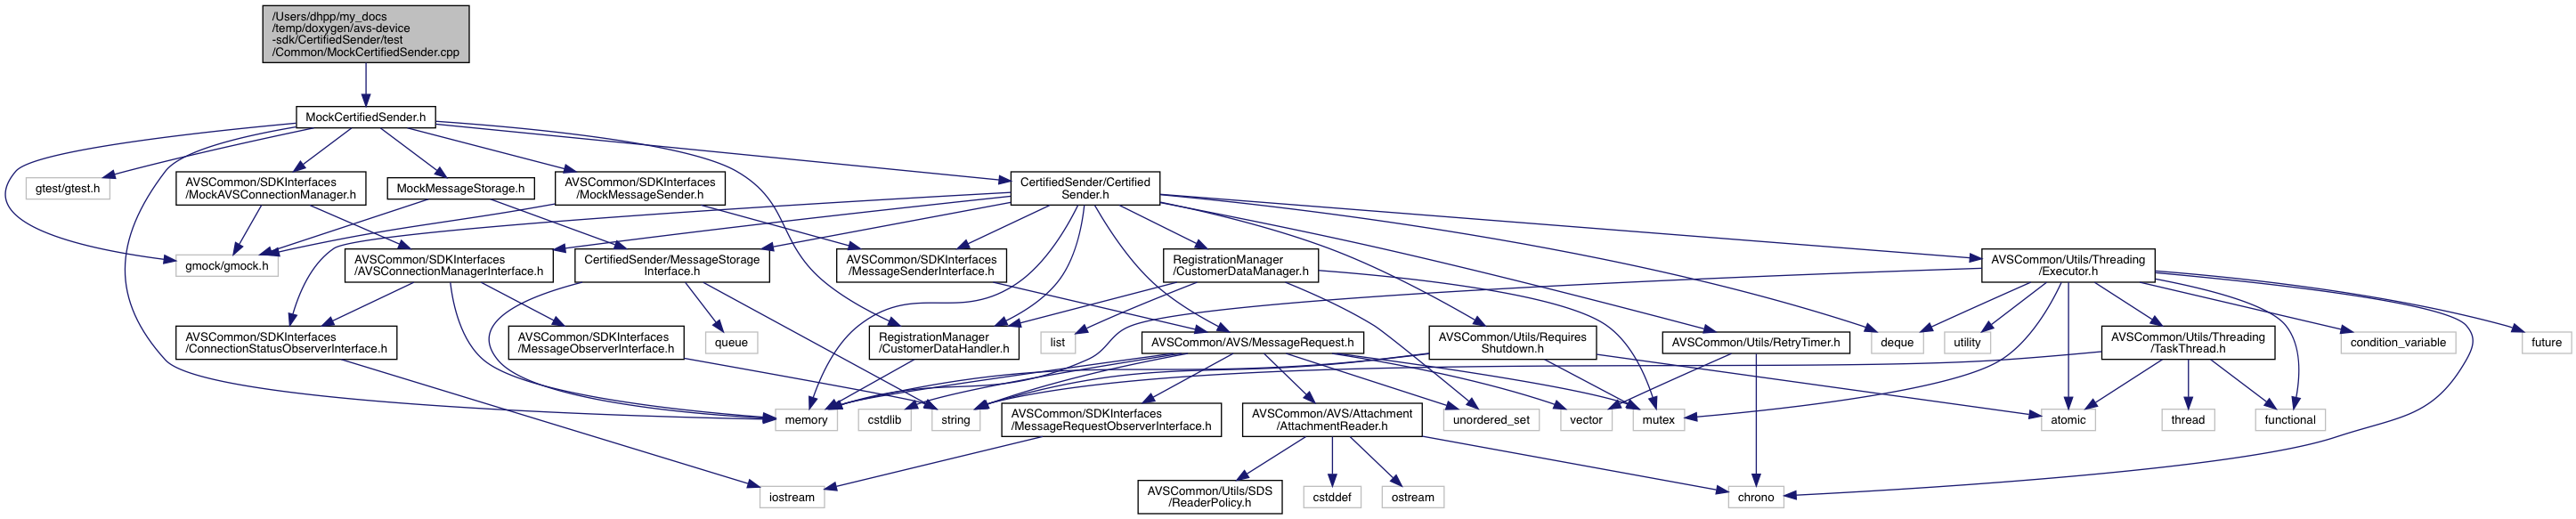 /Users/dhpp/my_docs
/temp/doxygen/avs-device
-sdk/CertifiedSender/test
/Common/MockCertifiedSender.cpp
MockCertifiedSender.h
gtest/gtest.h
AVSCommon/SDKInterfaces
/MockAVSConnectionManager.h
MockMessageStorage.h
AVSCommon/SDKInterfaces
/MockMessageSender.h
CertifiedSender/Certified
Sender.h
gmock/gmock.h
AVSCommon/SDKInterfaces
/AVSConnectionManagerInterface.h
CertifiedSender/MessageStorage
Interface.h
AVSCommon/SDKInterfaces
/MessageSenderInterface.h
RegistrationManager
/CustomerDataManager.h
AVSCommon/Utils/Threading
/Executor.h
AVSCommon/SDKInterfaces
/ConnectionStatusObserverInterface.h
AVSCommon/SDKInterfaces
/MessageObserverInterface.h
queue
RegistrationManager
/CustomerDataHandler.h
list
AVSCommon/AVS/MessageRequest.h
AVSCommon/Utils/Requires
Shutdown.h
AVSCommon/Utils/RetryTimer.h
deque
utility
AVSCommon/Utils/Threading
/TaskThread.h
condition_variable
future
memory
cstdlib
string
AVSCommon/SDKInterfaces
/MessageRequestObserverInterface.h
AVSCommon/AVS/Attachment
/AttachmentReader.h
unordered_set
vector
mutex
atomic
thread
functional
iostream
AVSCommon/Utils/SDS
/ReaderPolicy.h
cstddef
ostream
chrono